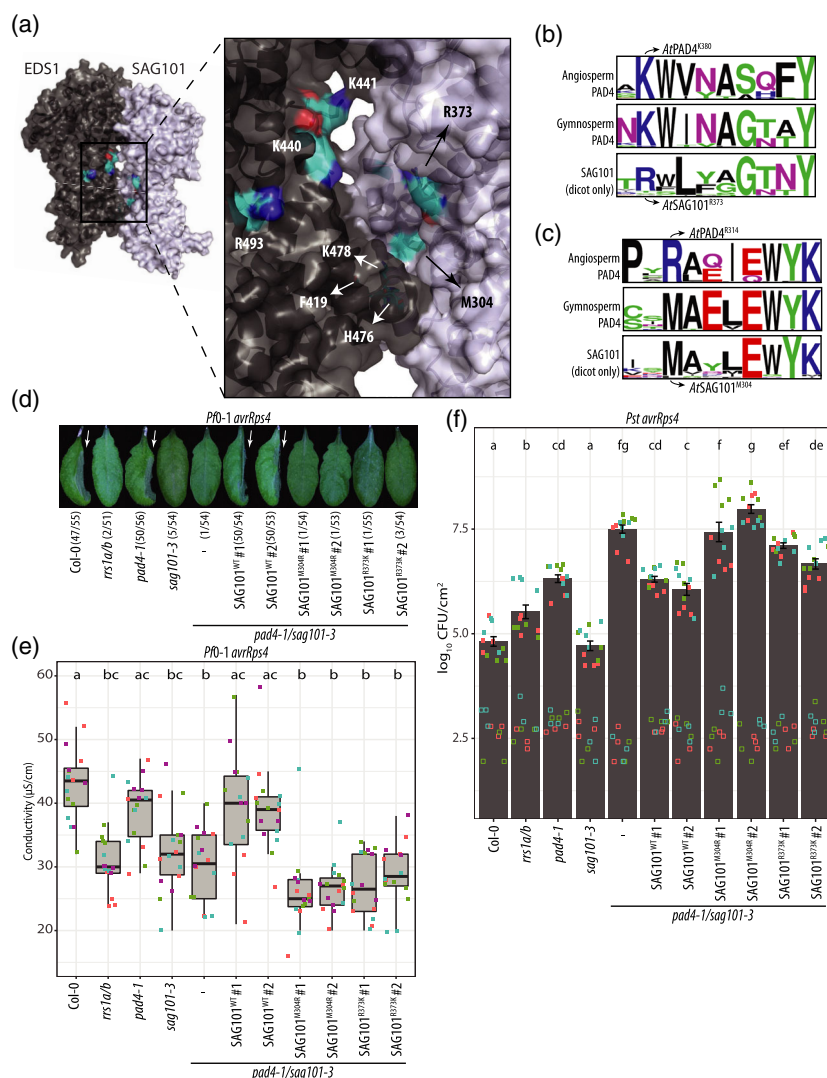 (a)
EDS1
SAG101
K441
R373
K440
R493
K478
F419
M304
H476
(b)
AtPAD4K380
Angiosperm
PAD4
AKWVNASQFY
Gymnosperm
PAD4
NKWINAGTAY
SAG101
(dicot only)
TRWLYAGTNY
AtSAG101R373
(c)
AtPAD4R314
Angiosperm
PAD4
Gymnosperm
PAD4
SAG101
(dicot only)
AtSAG101M304
(d)
Pf0-1 avrRps4
Col-0 (47/55)
rrs1a/b (2/51)
pad4-1 (50/56)
sag101-3 (5/54)
- (1/54)
SAG101WT #1 (50/54)
SAG101WT #2 (50/53)
SAG101M304R #1 (1/54)
SAG101M304R #2 (1/53)
SAG101R373K #1 (1/55)
SAG101R373K #2 (3/54)
pad4-1/sag101-3
(e)
Pf0-1 avrRps4
a bc ac bc b ac ac b b b b
60
50
40
30
20
Conductivity (µS/cm)
Col-0
rrs1a/b
pad4-1
sag101-3
-
SAG101WT #1
SAG101WT #2
SAG101M304R #1
SAG101M304R #2
SAG101R373K #1
SAG101R373K #2
pad4-1/sag101-3
(f)
Pst avrRps4
a b cd a fg cd c f g ef de
7.5
5.0
2.5
log10 CFU/cm2
Col-0
rrs1a/b
pad4-1
sag101-3
-
SAG101WT #1
SAG101WT #2
SAG101M304R #1
SAG101M304R #2
SAG101R373K #1
SAG101R373K #2
pad4-1/sag101-3